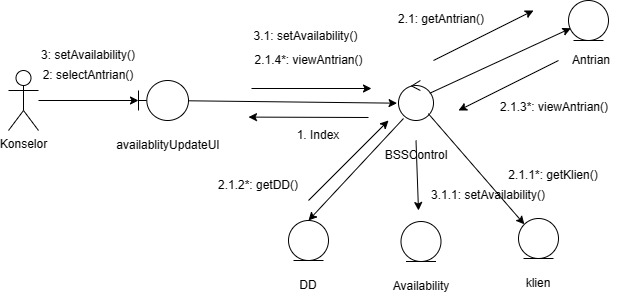 2.1: getAntrian()
3.1: setAvailability()
3: setAvailability()
2.1.4*: viewAntrian()
Antrian
2: selectAntrian()
2.1.3*: viewAntrian()
1. Index
Konselor
availablityUpdateUI
BSSControl
2.1.1*: getKlien()
2.1.2*: getDD()
3.1.1: setAvailability()
DD
Availability
klien